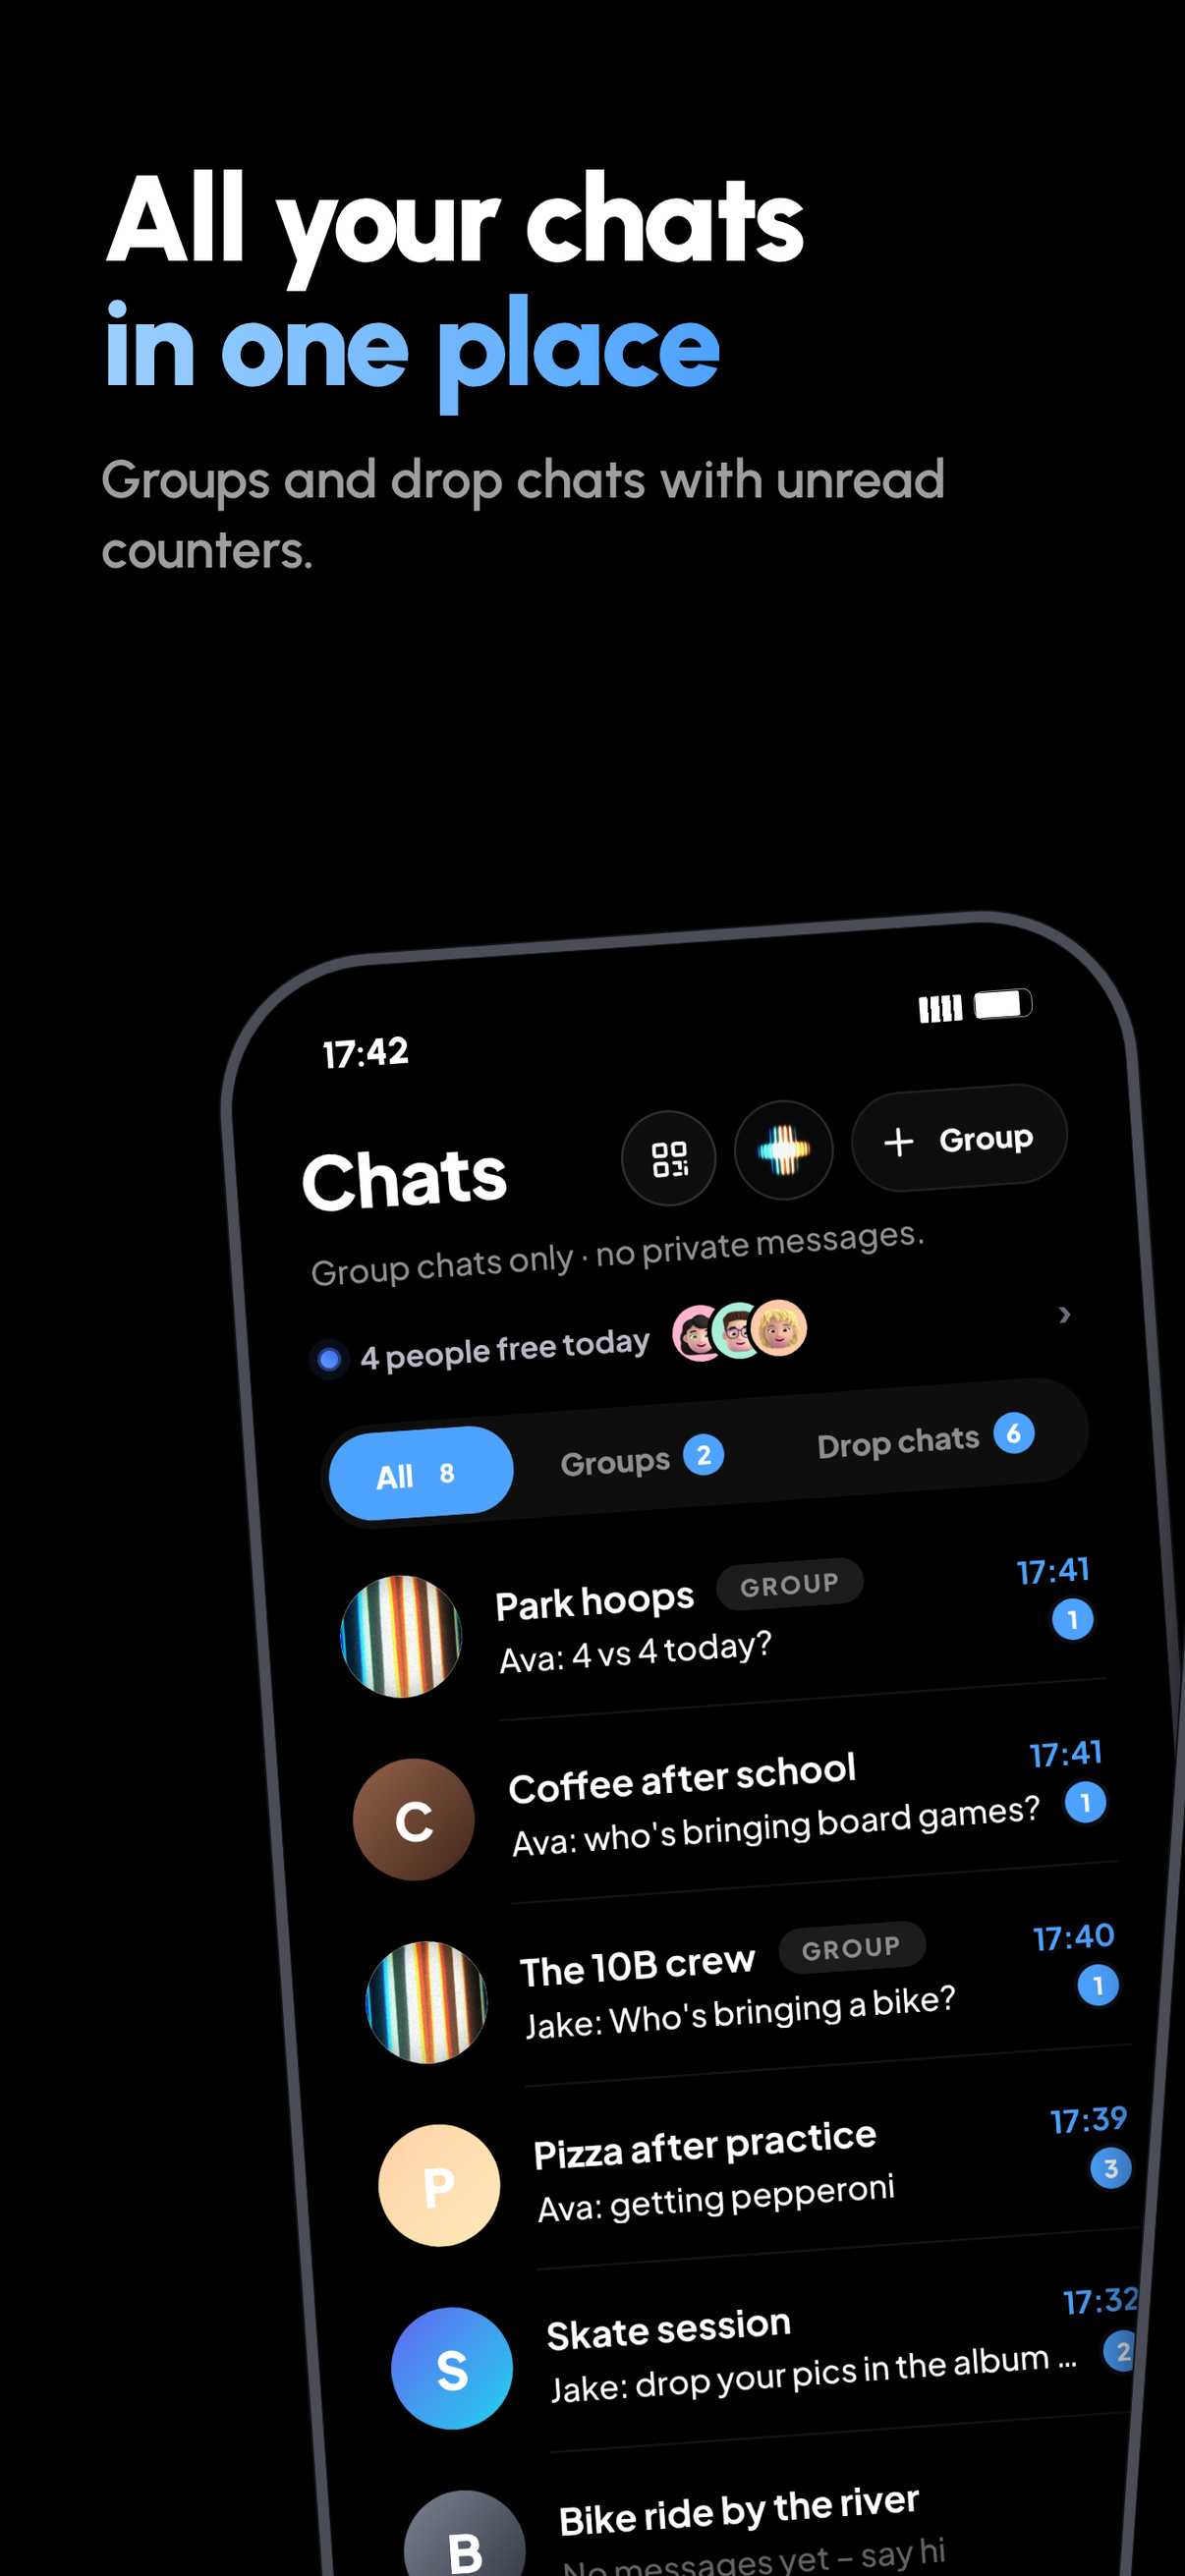 All your chats
in one place
Groups and drop chats with unread
counters.
17:42
Chats
+ Group
Group chats only · no private messages.
4 people free today ›
All 8 Groups 2 Drop chats 6
Park hoops GROUP 17:41
Ava: 4 vs 4 today? 1
C
Coffee after school 17:41
Ava: who's bringing board games? 1
The 10B crew GROUP 17:40
Jake: Who's bringing a bike? 1
P
Pizza after practice 17:39
Ava: getting pepperoni 3
S
Skate session 17:32
Jake: drop your pics in the album ... 2
B
Bike ride by the river
No messages yet – say hi